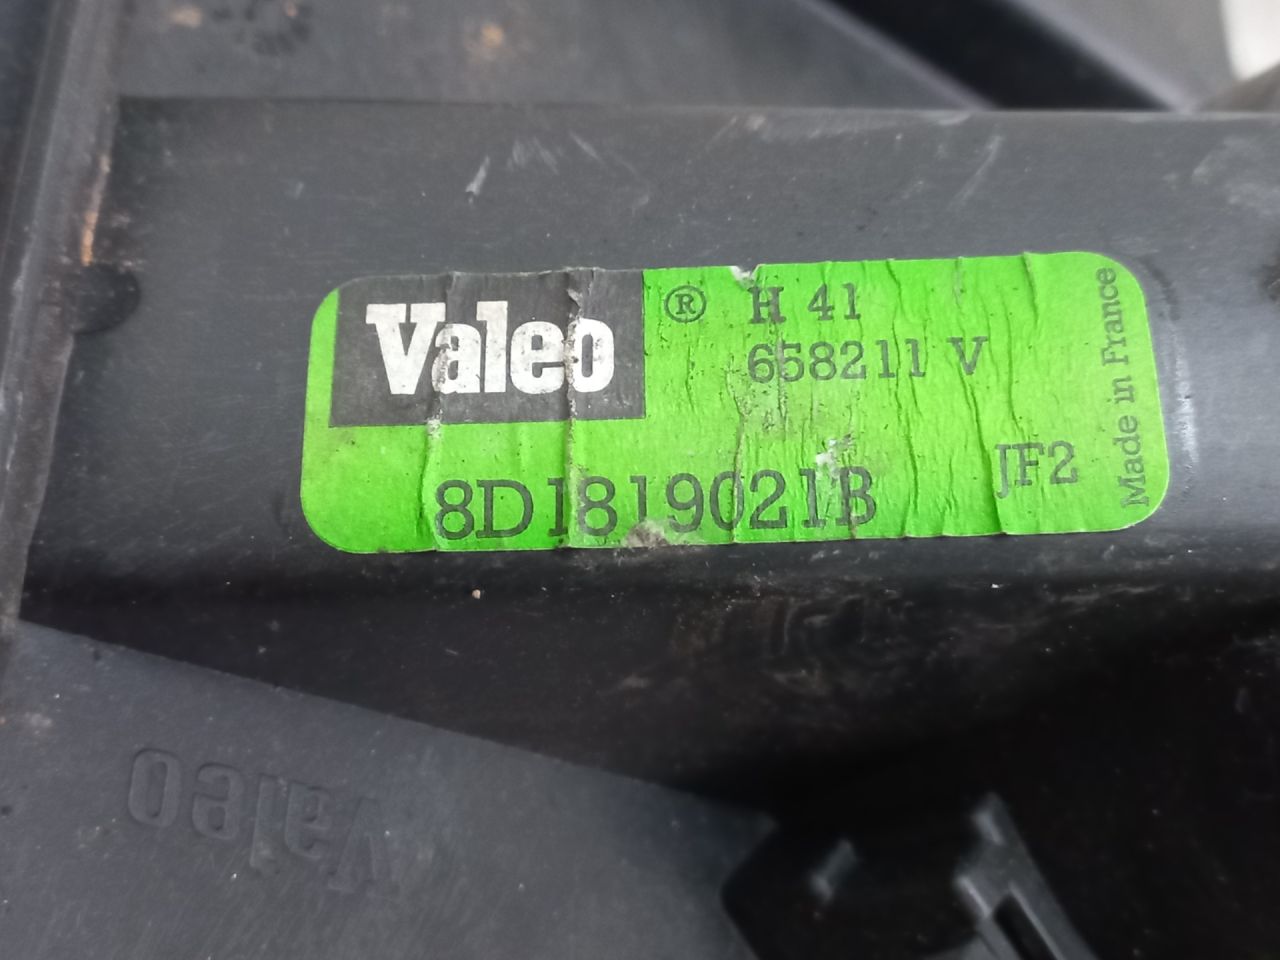 Valeo ® H 41
658211 V
8D1819021B
JF2
Made in France
Valeo